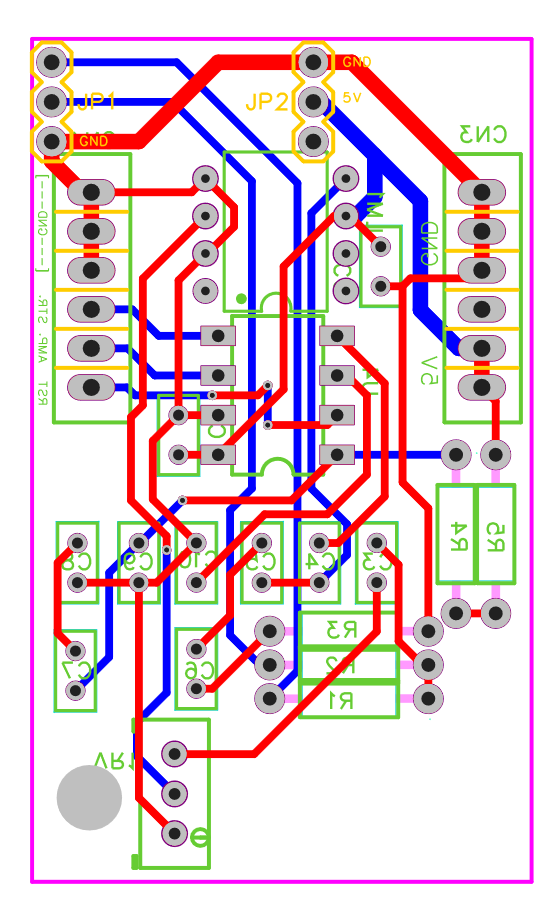 GND
JP1
JP2
5V
CN3
GND
[---GND---]
GND
RST AMP. STR.
5V
R4
R5
C8
C9
C10
C5
C4
C3
R3
C7
C6
R2
R1
VR1